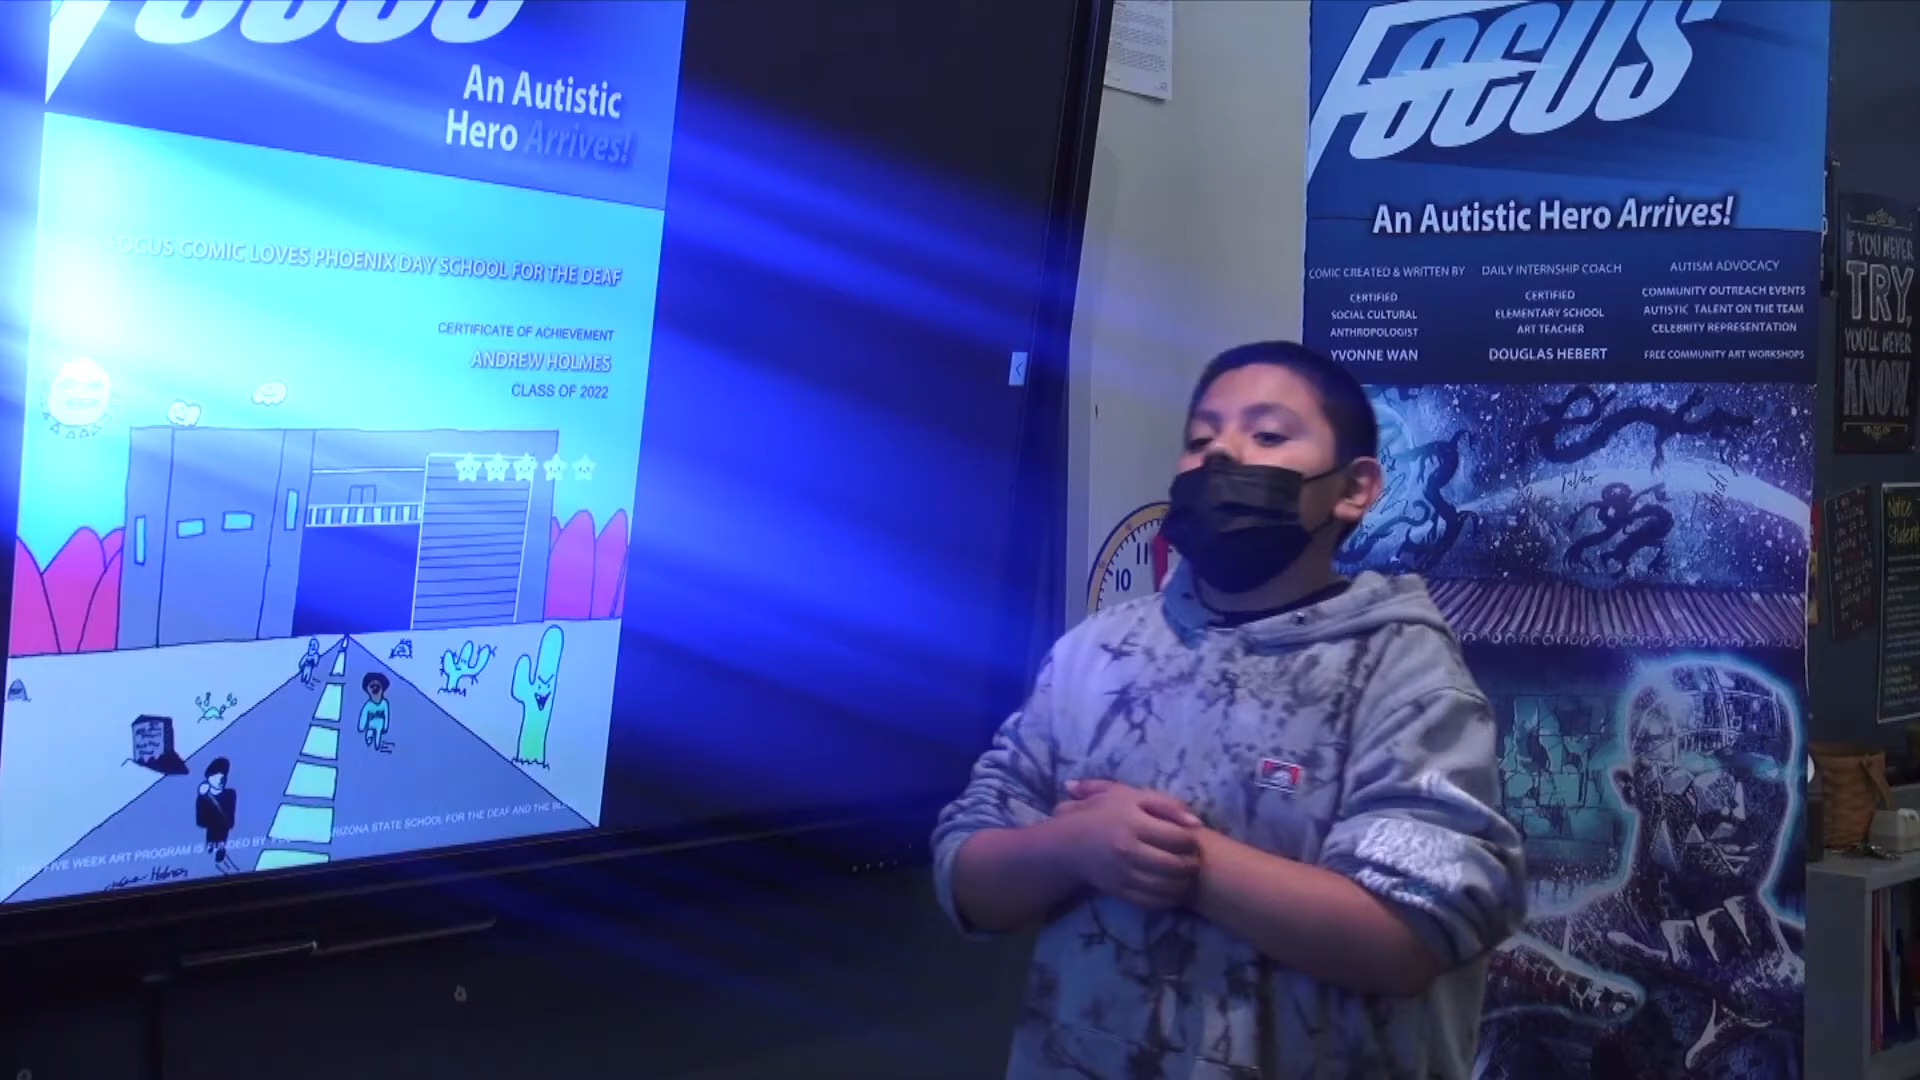 FOCUS
An Autistic
Hero Arrives!
FOCUS COMIC LOVES PHOENIX DAY SCHOOL FOR THE DEAF
CERTIFICATE OF ACHIEVEMENT
ANDREW HOLMES
CLASS OF 2022
FIVE WEEK ART PROGRAM IS FUNDED BY
ARIZONA STATE SCHOOL FOR THE DEAF AND THE
Holmes
11
10
FOCUS
An Autistic Hero Arrives!
COMIC CREATED & WRITTEN BY
CERTIFIED
SOCIAL CULTURAL
ANTHROPOLOGIST
YVONNE WAN
DAILY INTERNSHIP COACH
CERTIFIED
ELEMENTARY SCHOOL
ART TEACHER
DOUGLAS HEBERT
AUTISM ADVOCACY
COMMUNITY OUTREACH EVENTS
AUTISTIC TALENT ON THE TEAM
CELEBRITY REPRESENTATION
FREE COMMUNITY ART WORKSHOPS
IF YOU NEVER
TRY,
YOU'LL NEVER
KNOW.